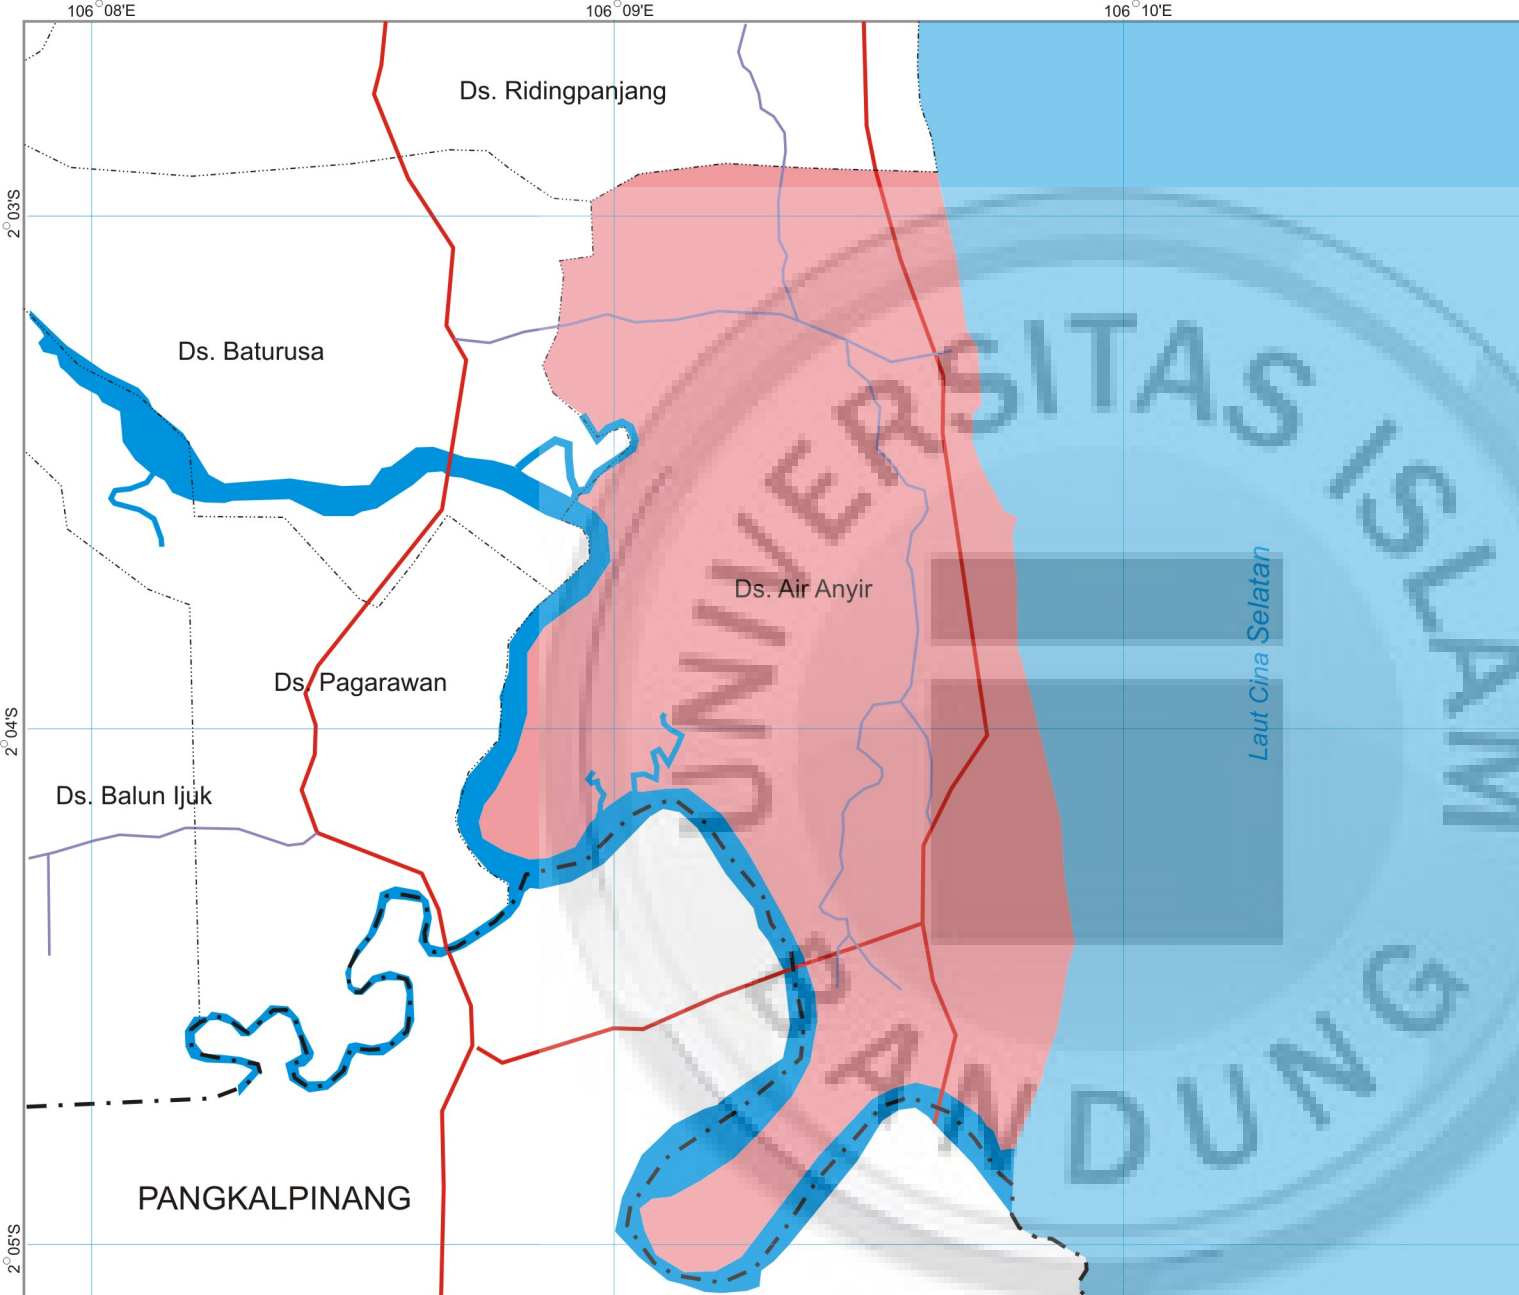 106°08'E
106°09'E
106°10'E
Ds. Ridingpanjang
2°03'S
Ds. Baturusa
UNIVERSITAS ISLAM
Ds. Air Anyir
Laut Cina Selatan
Ds. Pagarawan
2°04'S
Ds. Balun Ijuk
BANDUNG
PANGKALPINANG
2°05'S